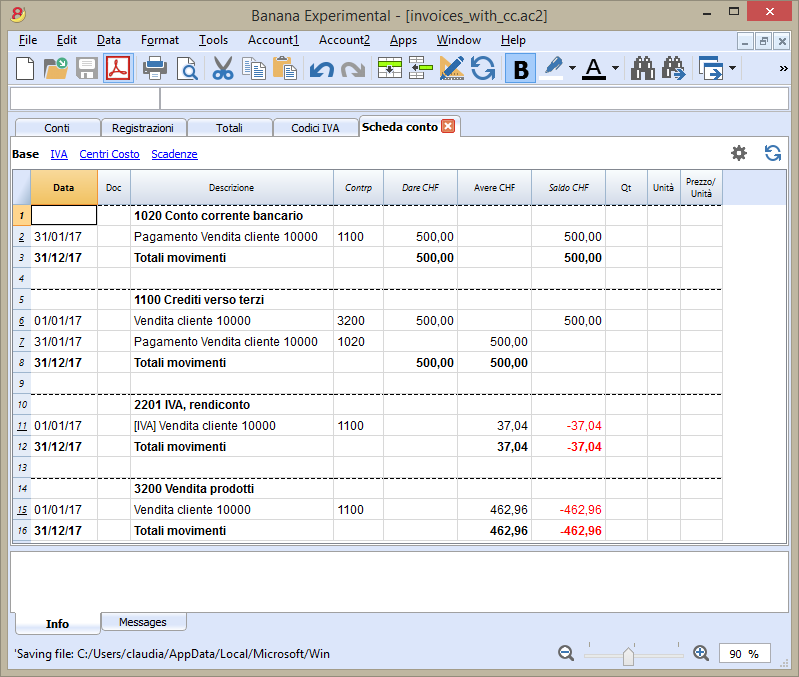 Banana Experimental - [invoices_with_cc.ac2]
File Edit Data Format Tools Account1 Account2 Apps Window Help
B A »
Conti Registrazioni Totali Codici IVA Scheda conto
Base IVA Centri Costo Scadenze
Data Doc Descrizione Contrp Dare CHF Avere CHF Saldo CHF Qt Unità Prezzo/
Unità
1 1020 Conto corrente bancario
2 31/01/17 Pagamento Vendita cliente 10000 1100 500,00 500,00
3 31/12/17 Totali movimenti 500,00 500,00
4
5 1100 Crediti verso terzi
6 01/01/17 Vendita cliente 10000 3200 500,00 500,00
7 31/01/17 Pagamento Vendita cliente 10000 1020 500,00
8 31/12/17 Totali movimenti 500,00 500,00
9
10 2201 IVA, rendiconto
11 01/01/17 [IVA] Vendita cliente 10000 1100 37,04 -37,04
12 31/12/17 Totali movimenti 37,04 -37,04
13
14 3200 Vendita prodotti
15 01/01/17 Vendita cliente 10000 1100 462,96 -462,96
16 31/12/17 Totali movimenti 462,96 -462,96
Info Messages
'Saving file: C:/Users/claudia/AppData/Local/Microsoft/Win
90 %